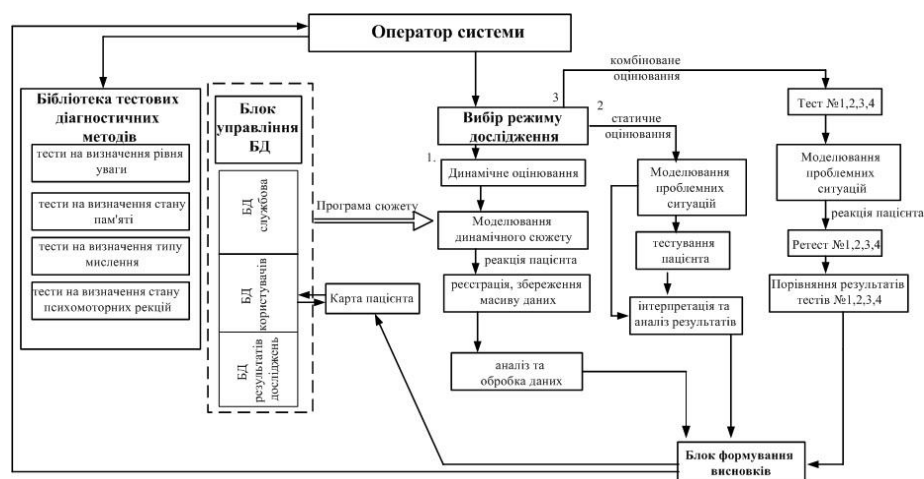 Оператор системи
Бібліотека тестових
діагностичних
методів
тести на визначення рівня
уваги
тести на визначення стану
пам'яті
тести на визначення типу
мислення
тести на визначення стану
психомоторних рекцій
Блок
управління
БД
БД
службова
БД
користувачів
БД
результатів
досліджень
Програма сюжету
Карта пацієнта
Вибір режиму
дослідження
1.
Динамічне оцінювання
Моделювання
динамічного сюжету
реакція пацієнта
реєстрація, збереження
масиву даних
аналіз та
обробка даних
2
статичне
оцінювання
Моделювання
проблемних
ситуацій
тестування
пацієнта
інтерпретація та
аналіз результатів
3
комбіноване
оцінювання
Тест №1,2,3,4
Моделювання
проблемних
ситуацій
реакція пацієнта
Ретест №1,2,3,4
Порівняння результатів
тестів №1,2,3,4
Блок формування
висновків